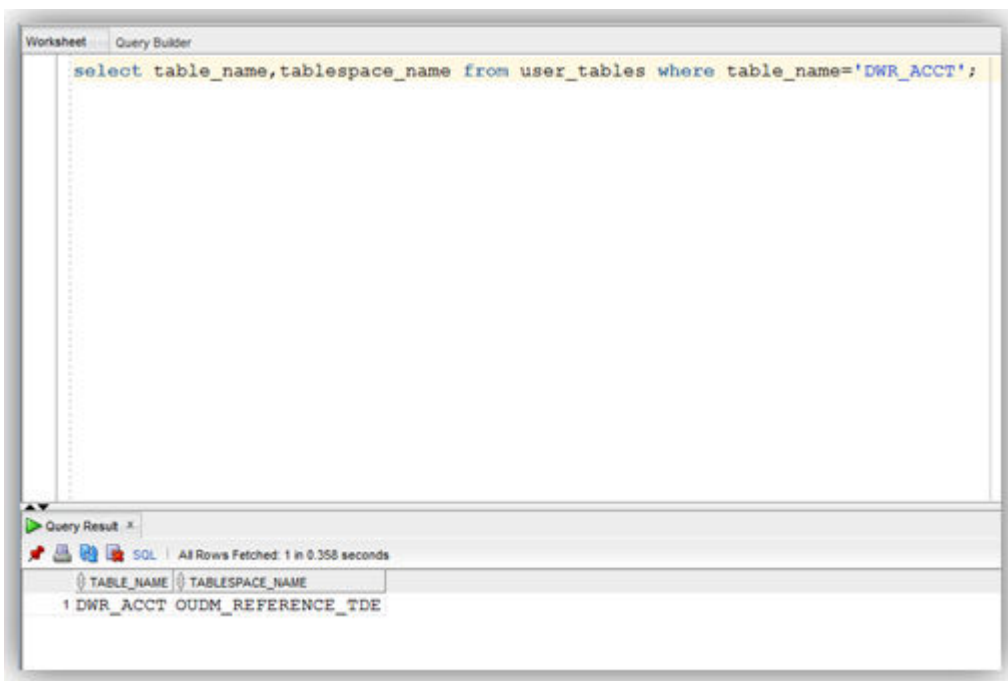 Worksheet Query Builder
select table_name,tablespace_name from user_tables where table_name='DWR_ACCT';
Query Result x
SQL | All Rows Fetched: 1 in 0.358 seconds
TABLE_NAME TABLESPACE_NAME
1 DWR_ACCT OUDM_REFERENCE_TDE